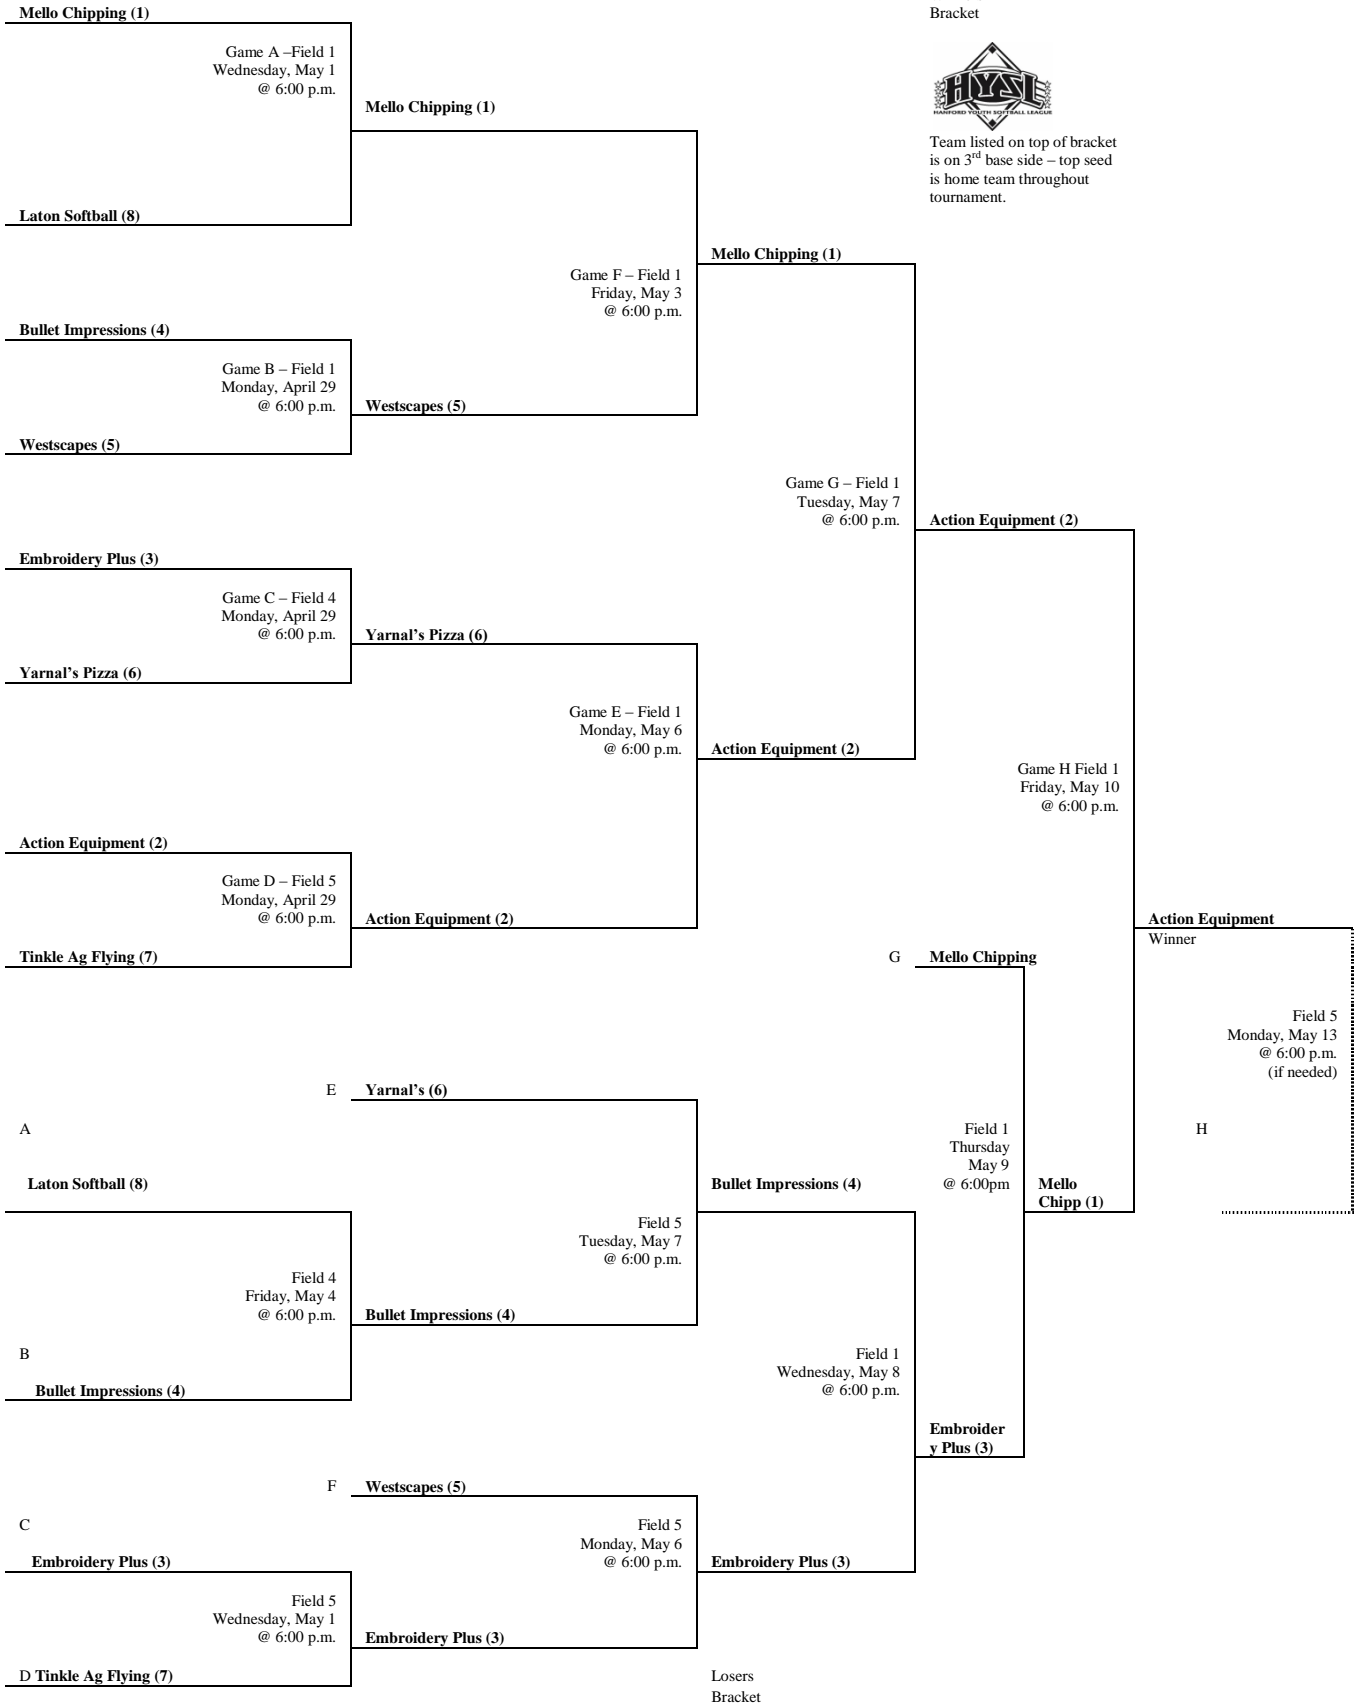 Mello Chipping (1)
Bracket
Game A –Field 1
Wednesday, May 1
@ 6:00 p.m.
Mello Chipping (1)
HYSL
HANFORD YOUTH SOFTBALL LEAGUE
Team listed on top of bracket
is on 3rd base side – top seed
is home team throughout
tournament.
Laton Softball (8)
Mello Chipping (1)
Game F – Field 1
Friday, May 3
@ 6:00 p.m.
Bullet Impressions (4)
Game B – Field 1
Monday, April 29
@ 6:00 p.m.
Westscapes (5)
Westscapes (5)
Game G – Field 1
Tuesday, May 7
@ 6:00 p.m.
Action Equipment (2)
Embroidery Plus (3)
Game C – Field 4
Monday, April 29
@ 6:00 p.m.
Yarnal's Pizza (6)
Yarnal's Pizza (6)
Game E – Field 1
Monday, May 6
@ 6:00 p.m.
Action Equipment (2)
Game H Field 1
Friday, May 10
@ 6:00 p.m.
Action Equipment (2)
Game D – Field 5
Monday, April 29
@ 6:00 p.m.
Action Equipment (2)
Action Equipment
Winner
Tinkle Ag Flying (7)
G Mello Chipping
Field 5
Monday, May 13
@ 6:00 p.m.
(if needed)
E Yarnal's (6)
A
Field 1
Thursday
May 9
@ 6:00pm
H
Laton Softball (8)
Bullet Impressions (4)
Mello
Chipp (1)
Field 5
Tuesday, May 7
@ 6:00 p.m.
Field 4
Friday, May 4
@ 6:00 p.m.
Bullet Impressions (4)
B
Field 1
Wednesday, May 8
@ 6:00 p.m.
Bullet Impressions (4)
Embroider
y Plus (3)
F Westscapes (5)
C
Field 5
Monday, May 6
@ 6:00 p.m.
Embroidery Plus (3)
Embroidery Plus (3)
Field 5
Wednesday, May 1
@ 6:00 p.m.
Embroidery Plus (3)
D Tinkle Ag Flying (7)
Losers
Bracket